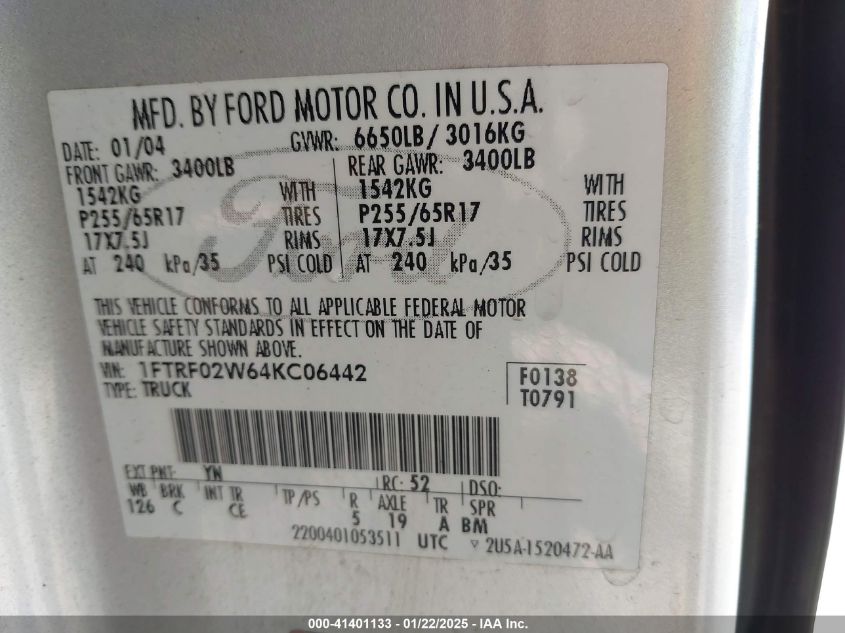 MFD. BY FORD MOTOR CO. IN U.S.A.
DATE: 01/04 GVWR: 6650LB/ 3016KG
FRONT GAWR: 3400LB REAR GAWR: 3400LB
1542KG WITH 1542KG WITH
P255/65R17 TIRES P255/65R17 TIRES
17X7.5J RIMS 17X7.5J RIMS
AT 240 kPa/35 PSI COLD AT 240 kPa/35 PSI COLD
Ford
THIS VEHICLE CONFORMS TO ALL APPLICABLE FEDERAL MOTOR
VEHICLE SAFETY STANDARDS IN EFFECT ON THE DATE OF
MANUFACTURE SHOWN ABOVE.
VIN: 1FTRF02W64KC06442 F0138
TYPE: TRUCK T0791
EXT PNT: YN RC: 52 DSO:
WB BRK INT TR TP/PS R AXLE TR SPR
126 C CE 5 19 A BM
2200401053511 UTC ▿ 2U5A-1520472-AA
000-41401133 - 01/22/2025 - IAA Inc.